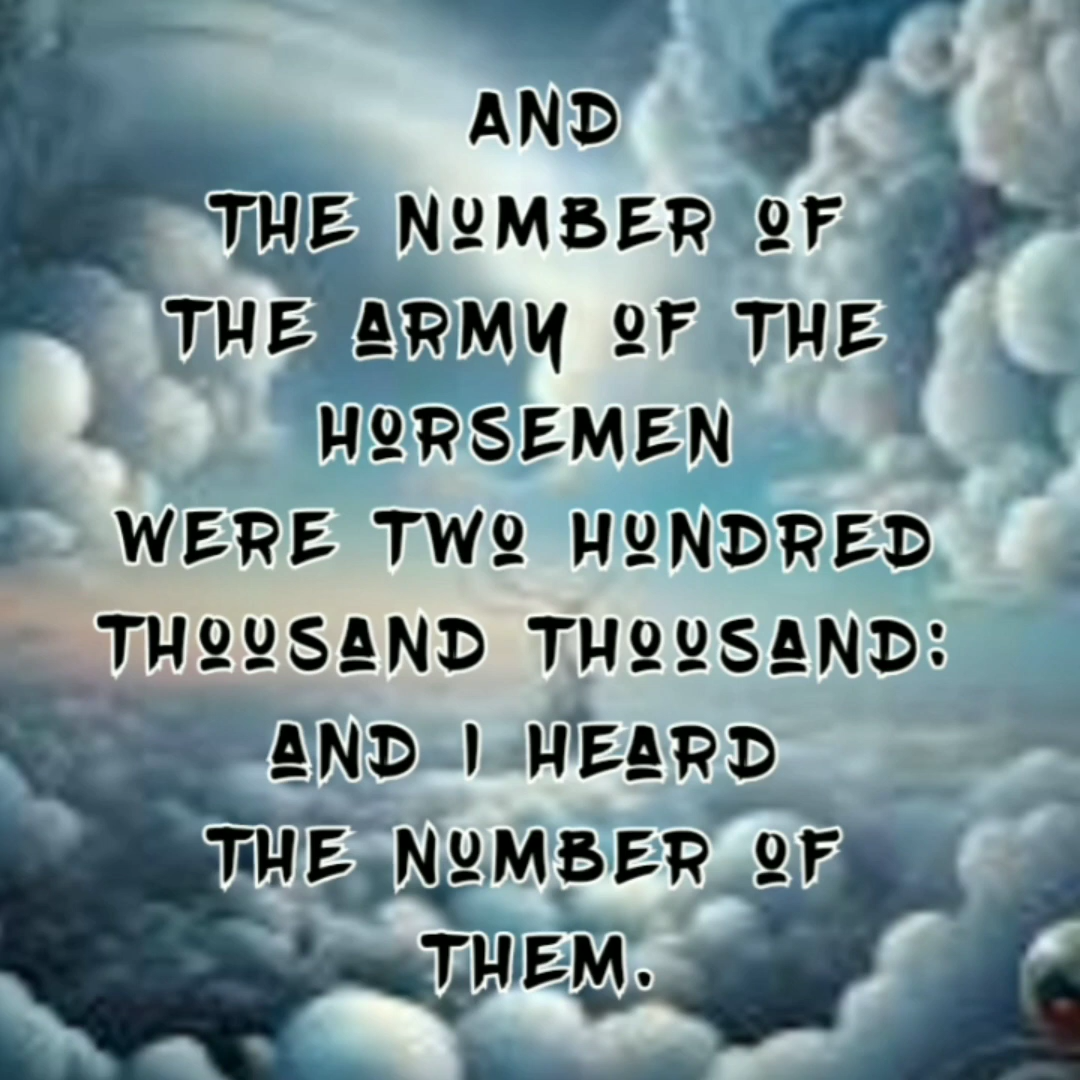 AND
THE NUMBER OF
THE ARMY OF THE
HORSEMEN
WERE TWO HUNDRED
THOUSAND THOUSAND:
AND I HEARD
THE NUMBER OF
THEM.